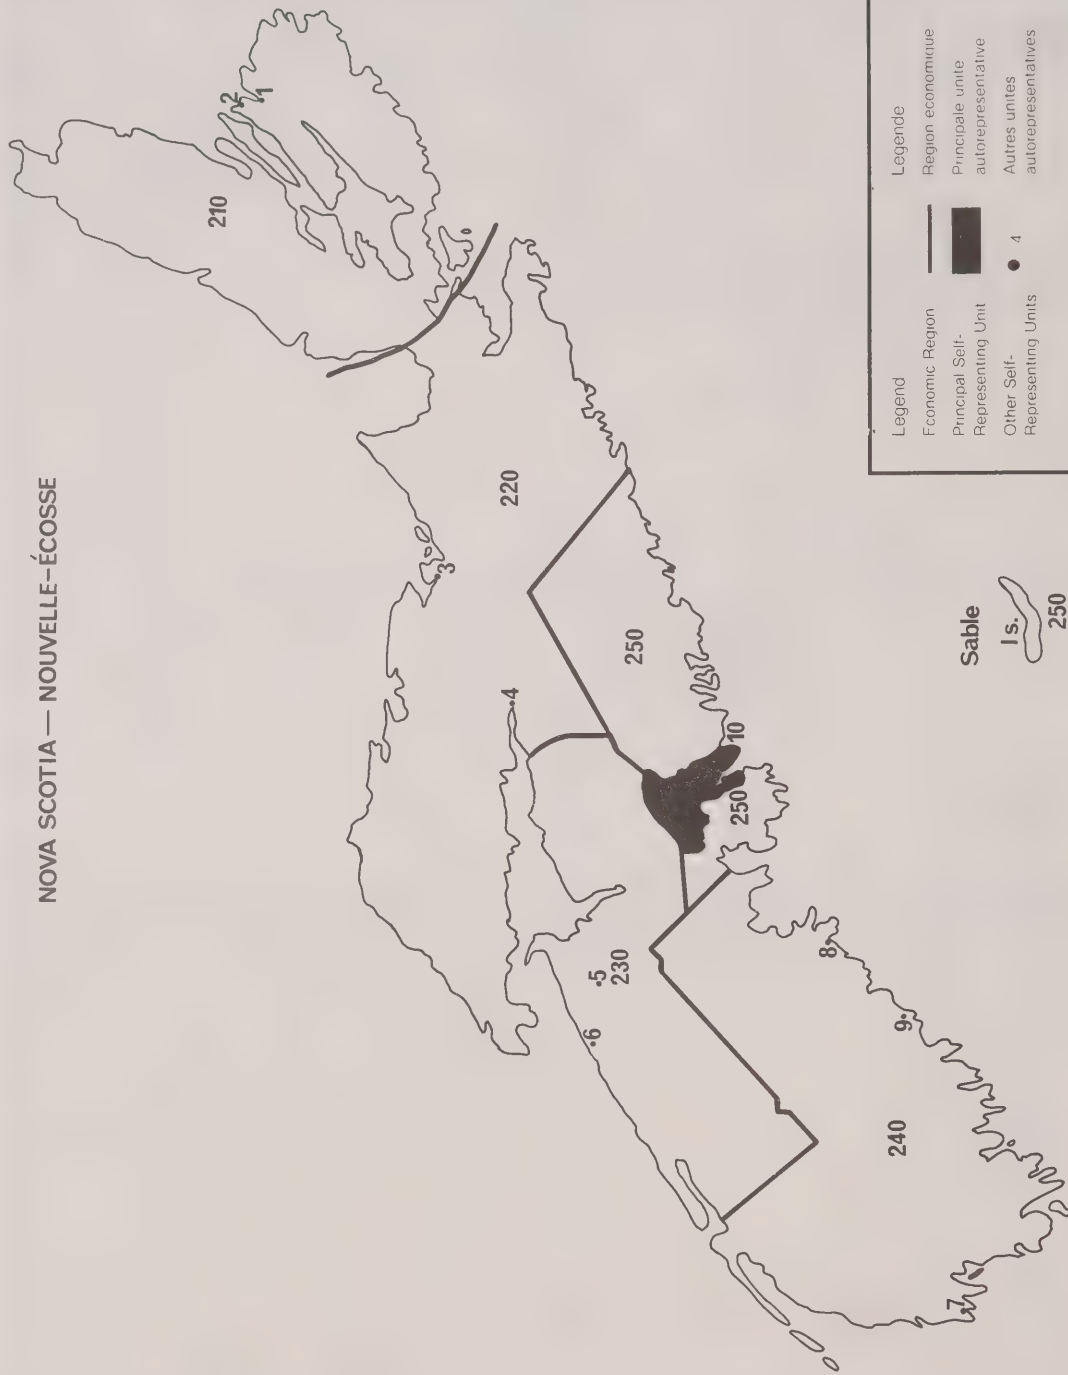 NOVA SCOTIA — NOUVELLE-ÉCOSSE
210
2
1
220
3
4
250
10
250
5
230
6
8
9
240
7
Sable
Is.
250
Legend
Economic Region
Principal Self-
Representing Unit
Other Self-
Representing Units
4
Legende
Region economique
Principale unite
autorepresentative
Autres unites
autorepresentatives